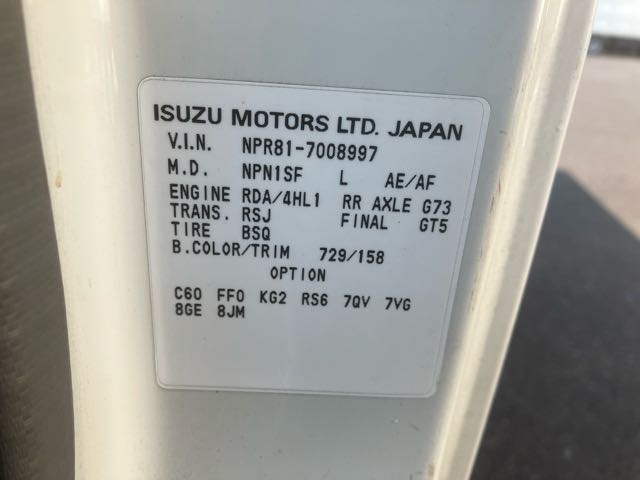 ISUZU MOTORS LTD. JAPAN
V.I.N. NPR81-7008997
M.D. NPN1SF L AE/AF
ENGINE RDA/4HL1 RR AXLE G73
TRANS. RSJ FINAL GT5
TIRE BSQ
B.COLOR/TRIM 729/158
OPTION
C60 FF0 KG2 RS6 7QV 7VG
8GE 8JM